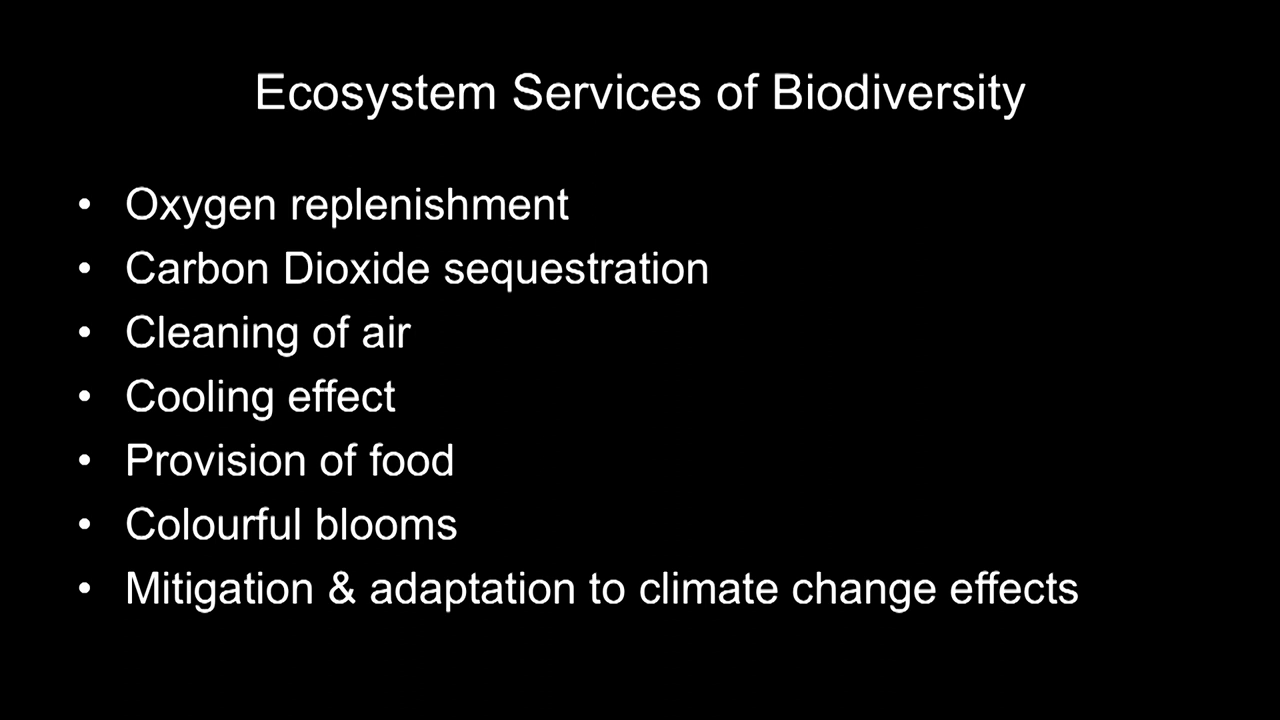 Ecosystem Services of Biodiversity
• Oxygen replenishment
• Carbon Dioxide sequestration
• Cleaning of air
• Cooling effect
• Provision of food
• Colourful blooms
• Mitigation & adaptation to climate change effects